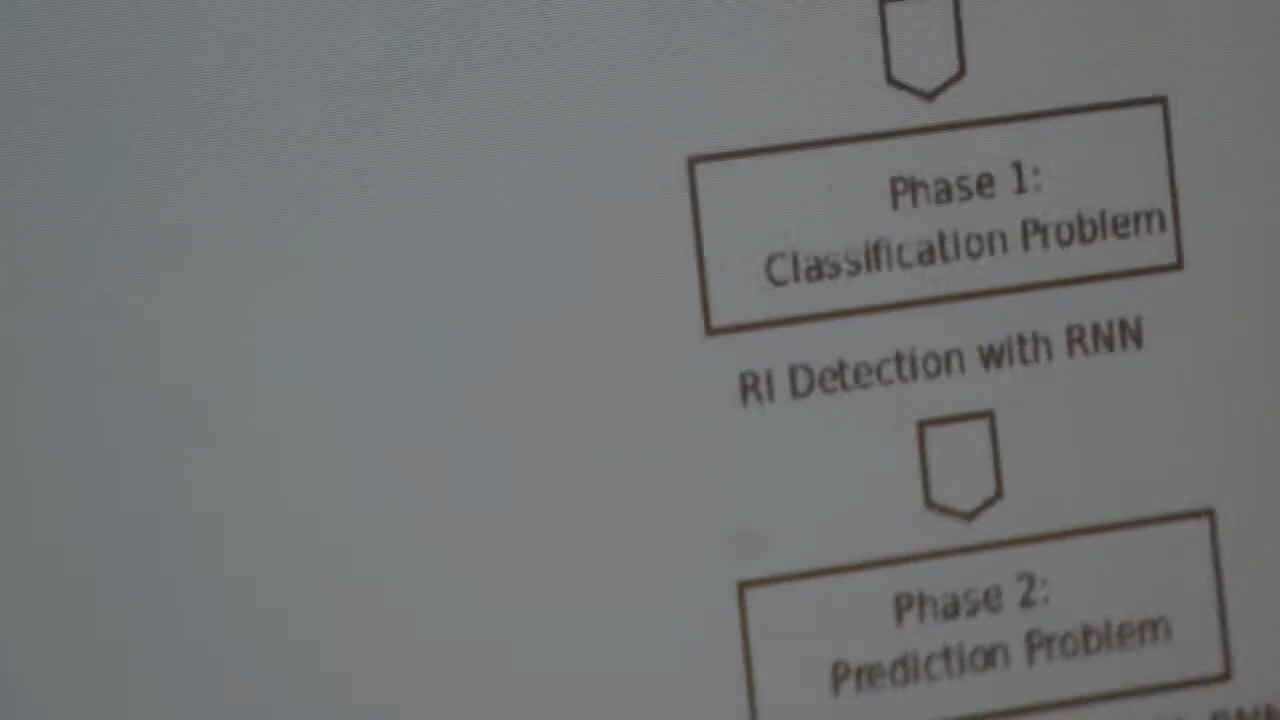 Phase 1:
Classification Problem
RI Detection with RNN
Phase 2:
Prediction Problem